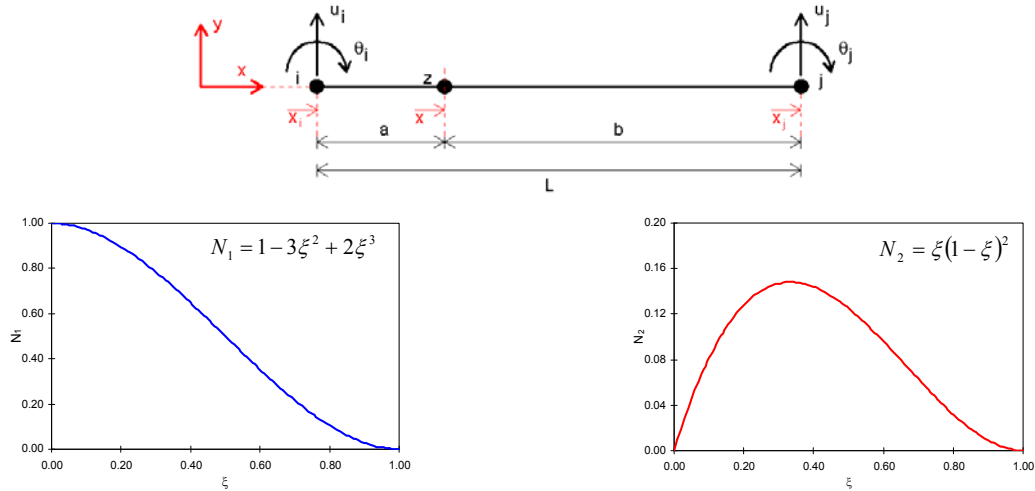 y
x
u_i
θ_i
i
z
u_j
θ_j
j
x_i
x
x_j
a
b
L
N_1 = 1 - 3ξ^2 + 2ξ^3
1.00
0.80
0.60
0.40
0.20
0.00
N_1
0.00 0.20 0.40 0.60 0.80 1.00
ξ
N_2 = ξ(1 - ξ)^2
0.20
0.16
0.12
0.08
0.04
0.00
N_2
0.00 0.20 0.40 0.60 0.80 1.00
ξ